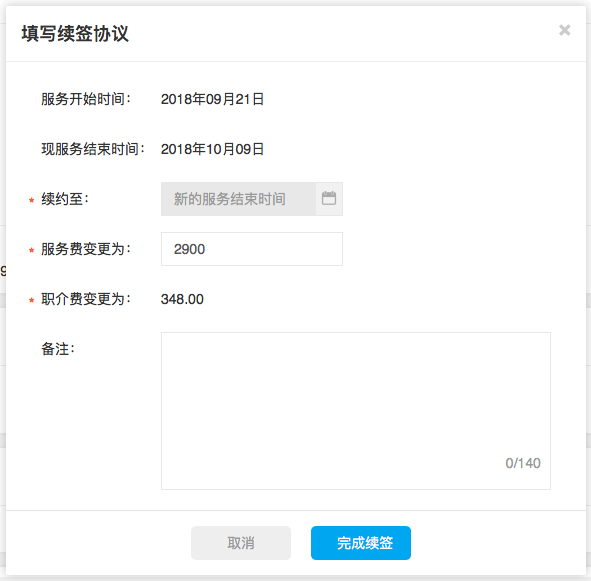 填写续签协议
服务开始时间: 2018年09月21日
现服务结束时间: 2018年10月09日
* 续约至: 新的服务结束时间
* 服务费变更为: 2900
9
* 职介费变更为: 348.00
备注:
0/140
取消 完成续签